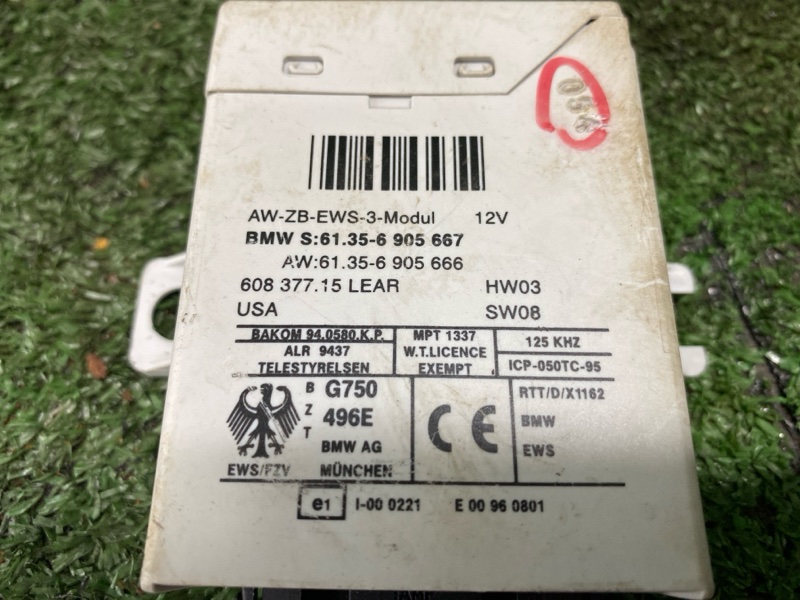 056
AW-ZB-EWS-3-Modul 12V
BMW S:61.35-6 905 667
AW:61.35-6 905 666
608 377.15 LEAR HW03
USA SW08
BAKOM 94.0580.K.P. MPT 1337 125 KHZ
ALR 9437 W.T.LICENCE
TELESTYRELSEN EXEMPT ICP-050TC-95
B G750 RTT/D/X1162
Z 496E CE BMW
T BMW AG EWS
EWS/FZV MÜNCHEN
e1 I-00 0221 E 00 96 0801